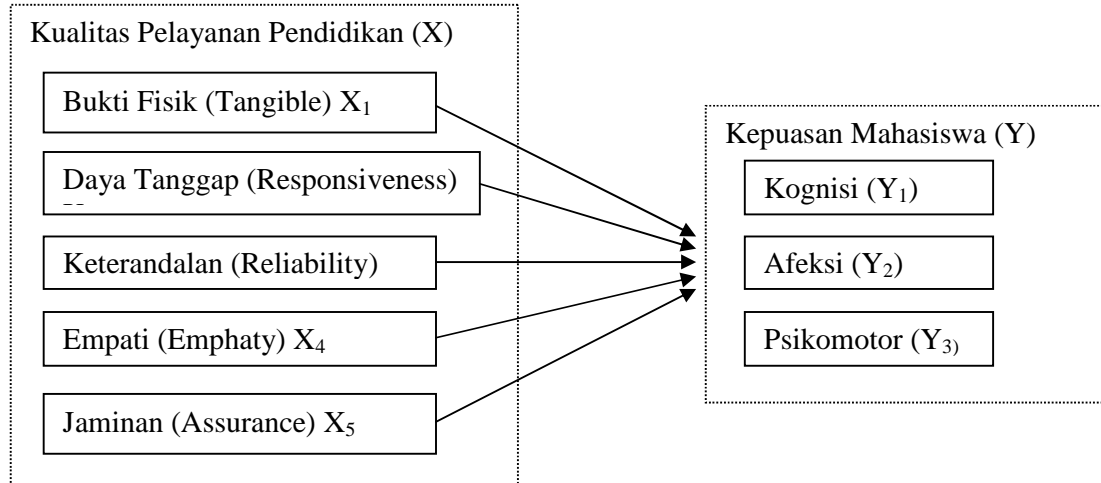 Kualitas Pelayanan Pendidikan (X)
Bukti Fisik (Tangible) X₁
Daya Tanggap (Responsiveness)
Keterandalan (Reliability)
Empati (Emphaty) X₄
Jaminan (Assurance) X₅
Kepuasan Mahasiswa (Y)
Kognisi (Y₁)
Afeksi (Y₂)
Psikomotor (Y₃₎